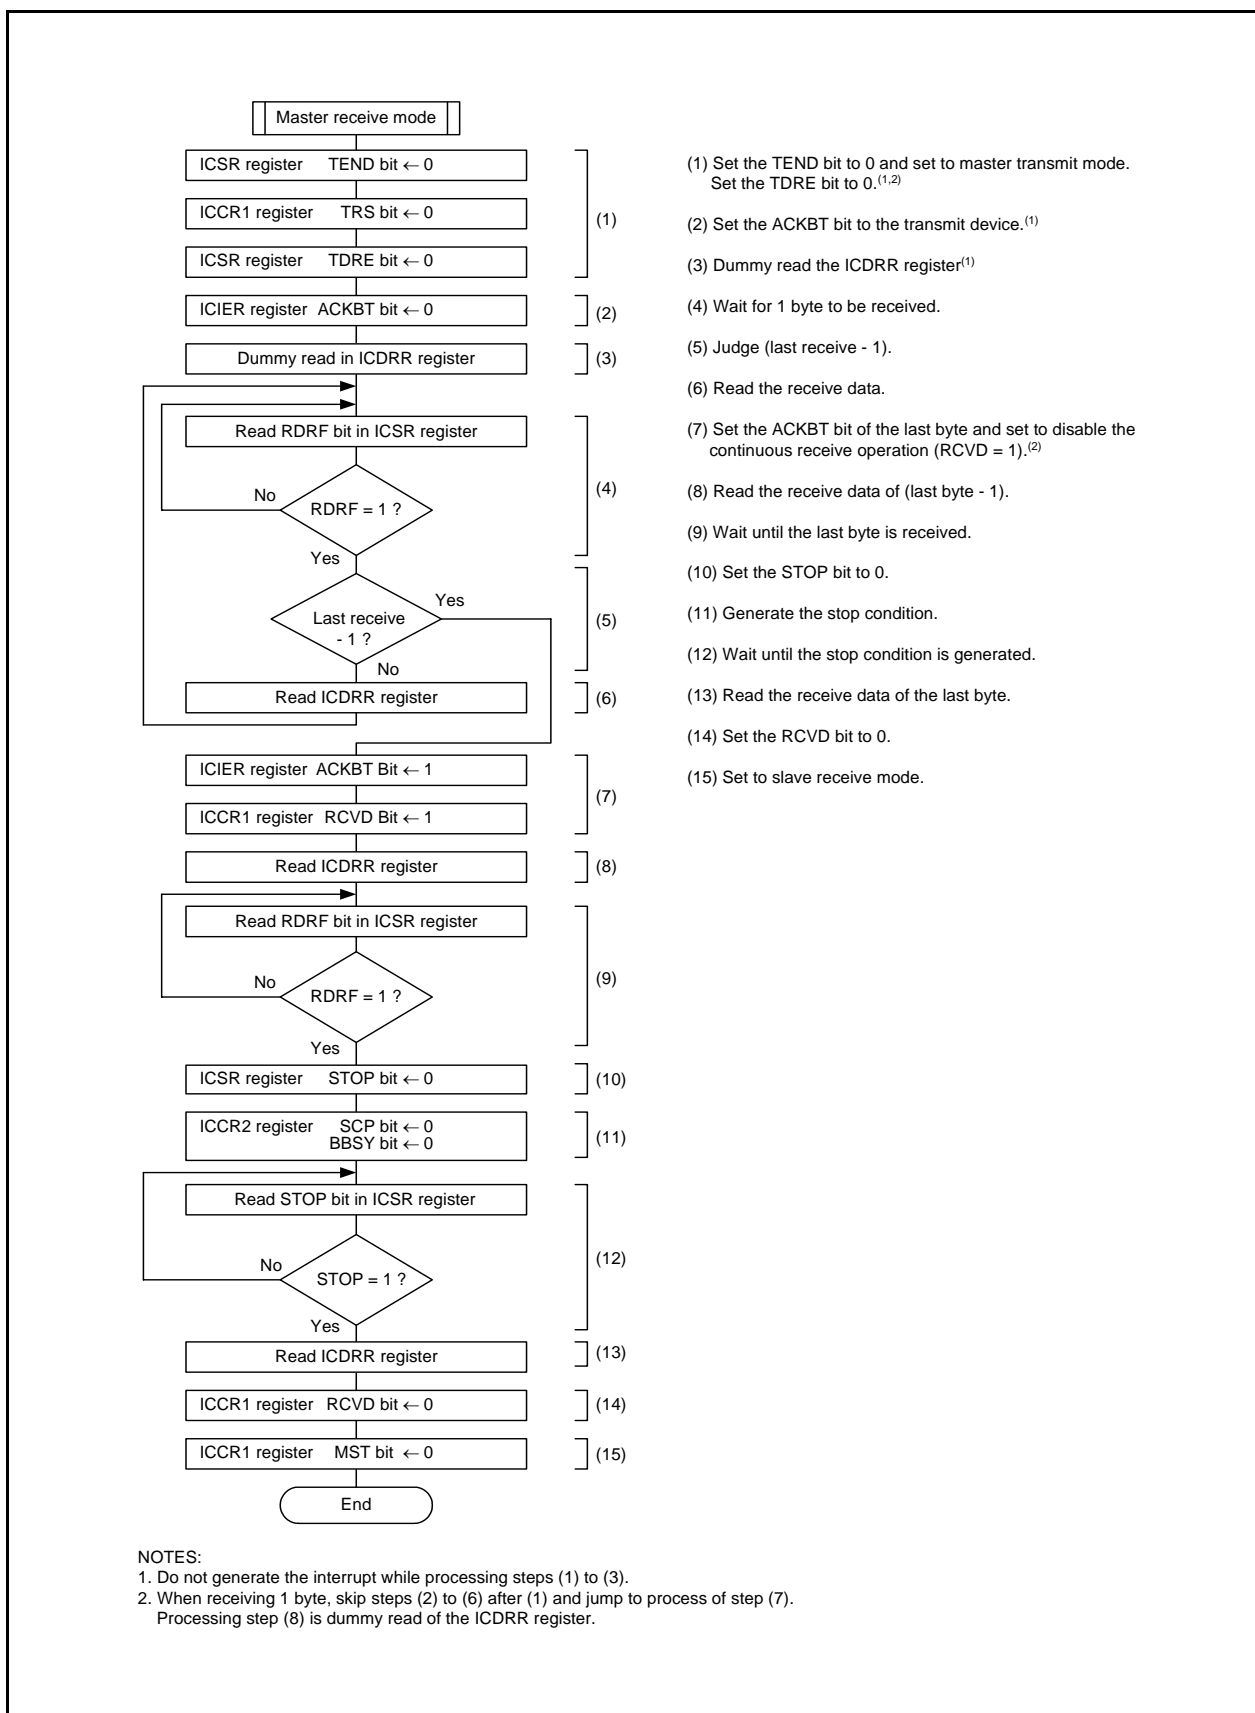 Master receive mode
ICSR register TEND bit ← 0
ICCR1 register TRS bit ← 0
ICSR register TDRE bit ← 0
(1)
ICIER register ACKBT bit ← 0
(2)
Dummy read in ICDRR register
(3)
Read RDRF bit in ICSR register
No
RDRF = 1 ?
(4)
Yes
Yes
Last receive
- 1 ?
(5)
No
Read ICDRR register
(6)
ICIER register ACKBT Bit ← 1
ICCR1 register RCVD Bit ← 1
(7)
Read ICDRR register
(8)
Read RDRF bit in ICSR register
No
RDRF = 1 ?
(9)
Yes
ICSR register STOP bit ← 0
(10)
ICCR2 register SCP bit ← 0
BBSY bit ← 0
(11)
Read STOP bit in ICSR register
No
STOP = 1 ?
(12)
Yes
Read ICDRR register
(13)
ICCR1 register RCVD bit ← 0
(14)
ICCR1 register MST bit ← 0
(15)
End
(1) Set the TEND bit to 0 and set to master transmit mode.
Set the TDRE bit to 0.(1,2)
(2) Set the ACKBT bit to the transmit device.(1)
(3) Dummy read the ICDRR register(1)
(4) Wait for 1 byte to be received.
(5) Judge (last receive - 1).
(6) Read the receive data.
(7) Set the ACKBT bit of the last byte and set to disable the
continuous receive operation (RCVD = 1).(2)
(8) Read the receive data of (last byte - 1).
(9) Wait until the last byte is received.
(10) Set the STOP bit to 0.
(11) Generate the stop condition.
(12) Wait until the stop condition is generated.
(13) Read the receive data of the last byte.
(14) Set the RCVD bit to 0.
(15) Set to slave receive mode.
NOTES:
1. Do not generate the interrupt while processing steps (1) to (3).
2. When receiving 1 byte, skip steps (2) to (6) after (1) and jump to process of step (7).
Processing step (8) is dummy read of the ICDRR register.